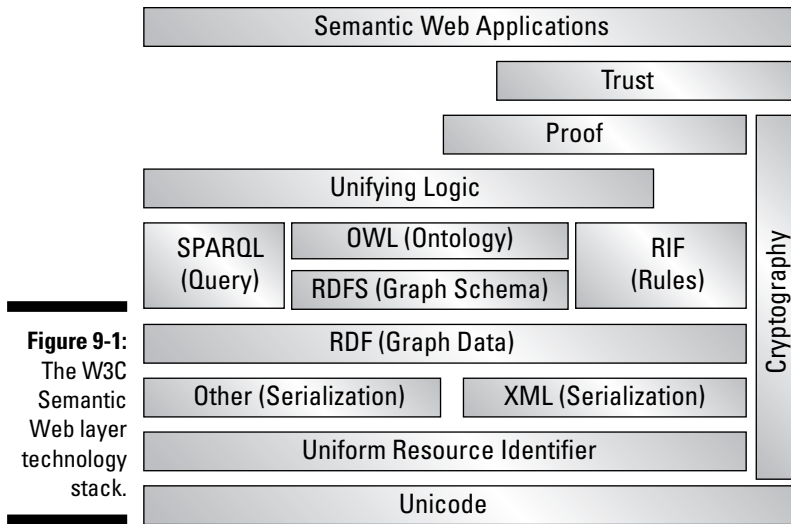 Semantic Web Applications
Trust
Proof
Unifying Logic
SPARQL
(Query)
OWL (Ontology)
RDFS (Graph Schema)
RIF
(Rules)
Cryptography
RDF (Graph Data)
Other (Serialization)
XML (Serialization)
Uniform Resource Identifier
Unicode
Figure 9-1:
The W3C
Semantic
Web layer
technology
stack.